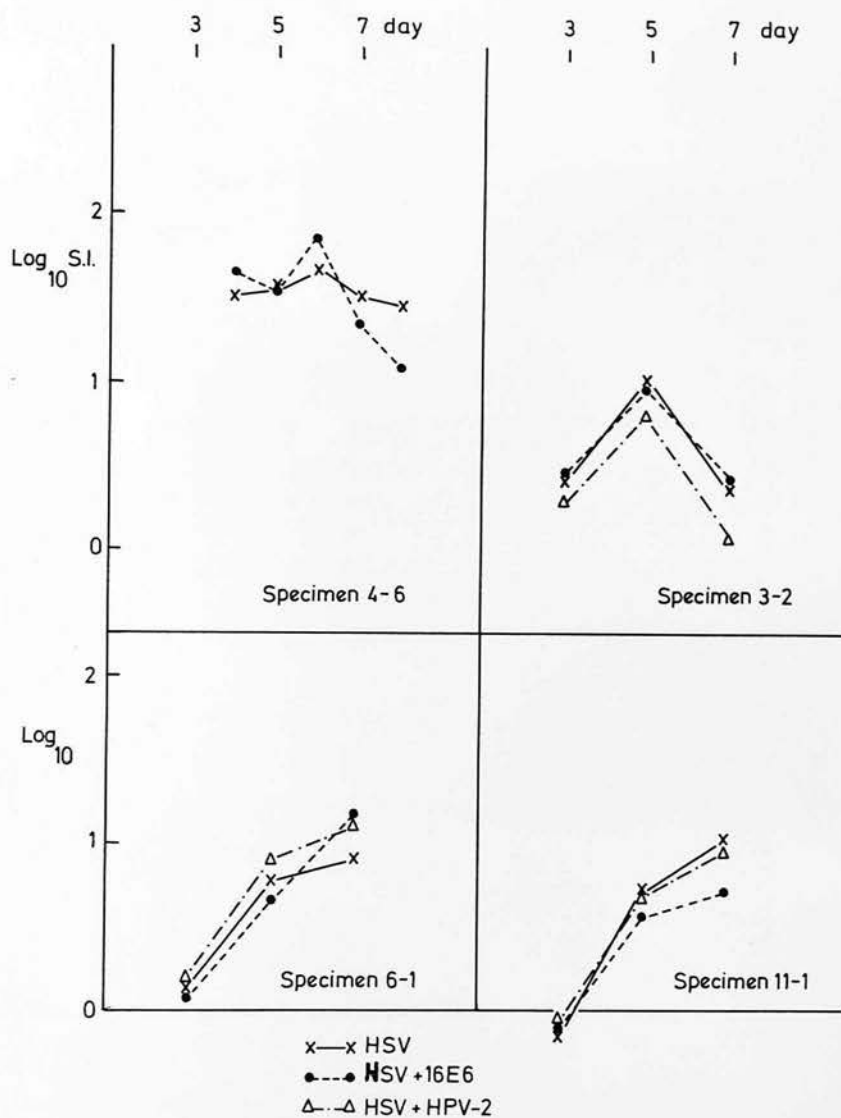 3 5 7 day 3 5 7 day
2
Log10 S.I.
1
0
Specimen 4-6 Specimen 3-2
2
Log10
1
0
Specimen 6-1 Specimen 11-1
x—x HSV
•---• HSV + 16E6
Δ—·—Δ HSV + HPV-2